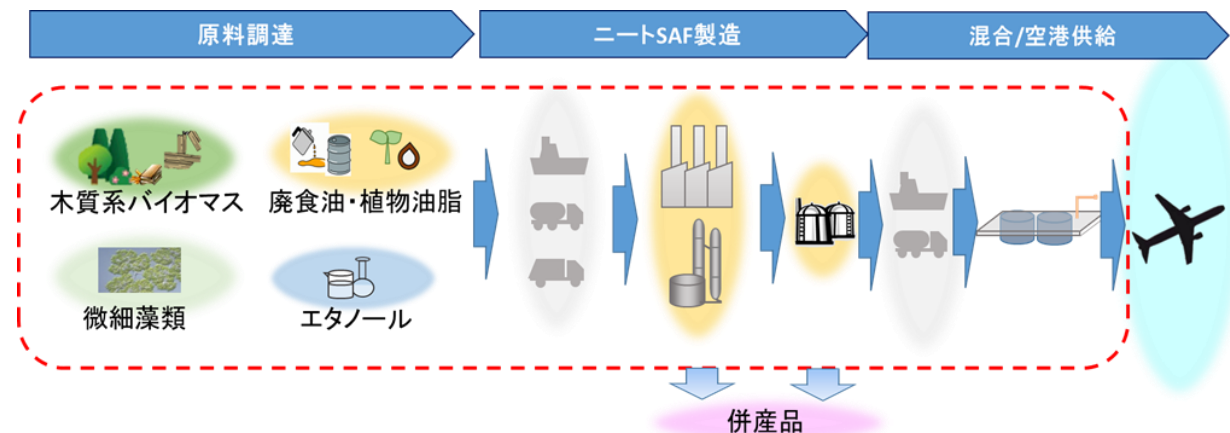 原料調達
ニートSAF製造
混合/空港供給
木質系バイオマス
廃食油・植物油脂
微細藻類
エタノール
併産品